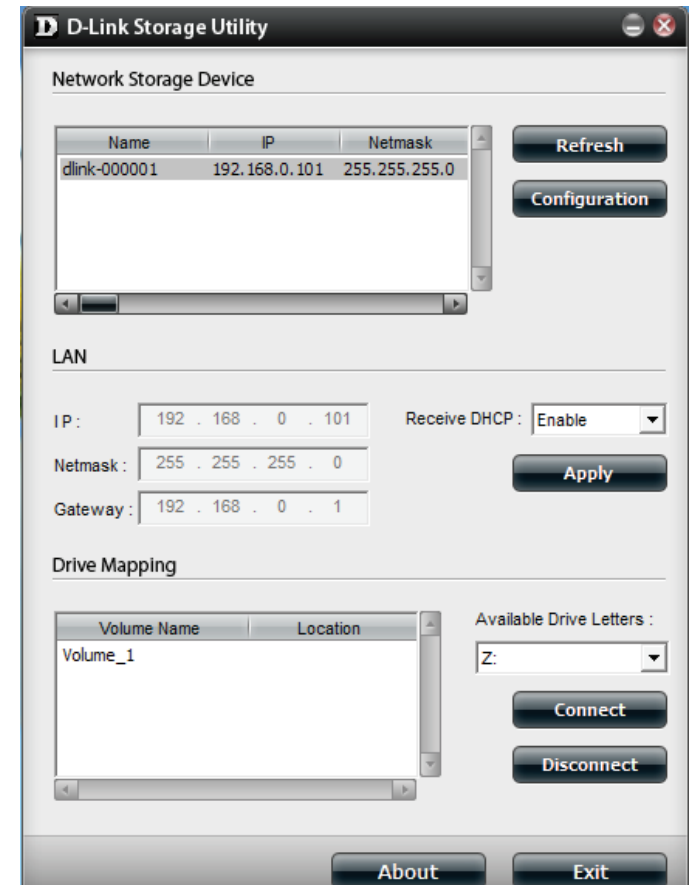 D D-Link Storage Utility
Network Storage Device
Name IP Netmask
dlink-000001 192.168.0.101 255.255.255.0
Refresh
Configuration
LAN
IP : 192 . 168 . 0 . 101
Receive DHCP : Enable
Netmask : 255 . 255 . 255 . 0
Apply
Gateway : 192 . 168 . 0 . 1
Drive Mapping
Volume Name Location
Volume_1
Available Drive Letters :
Z:
Connect
Disconnect
About Exit